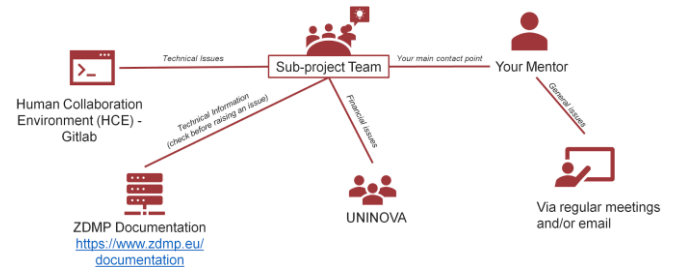 Technical Issues
Sub-project Team
Your main contact point
Your Mentor
Human Collaboration
Environment (HCE) -
Gitlab
Technical Information
(check before raising an issue)
Financial issues
General issues
ZDMP Documentation
https://www.zdmp.eu/
documentation
UNINOVA
Via regular meetings
and/or email